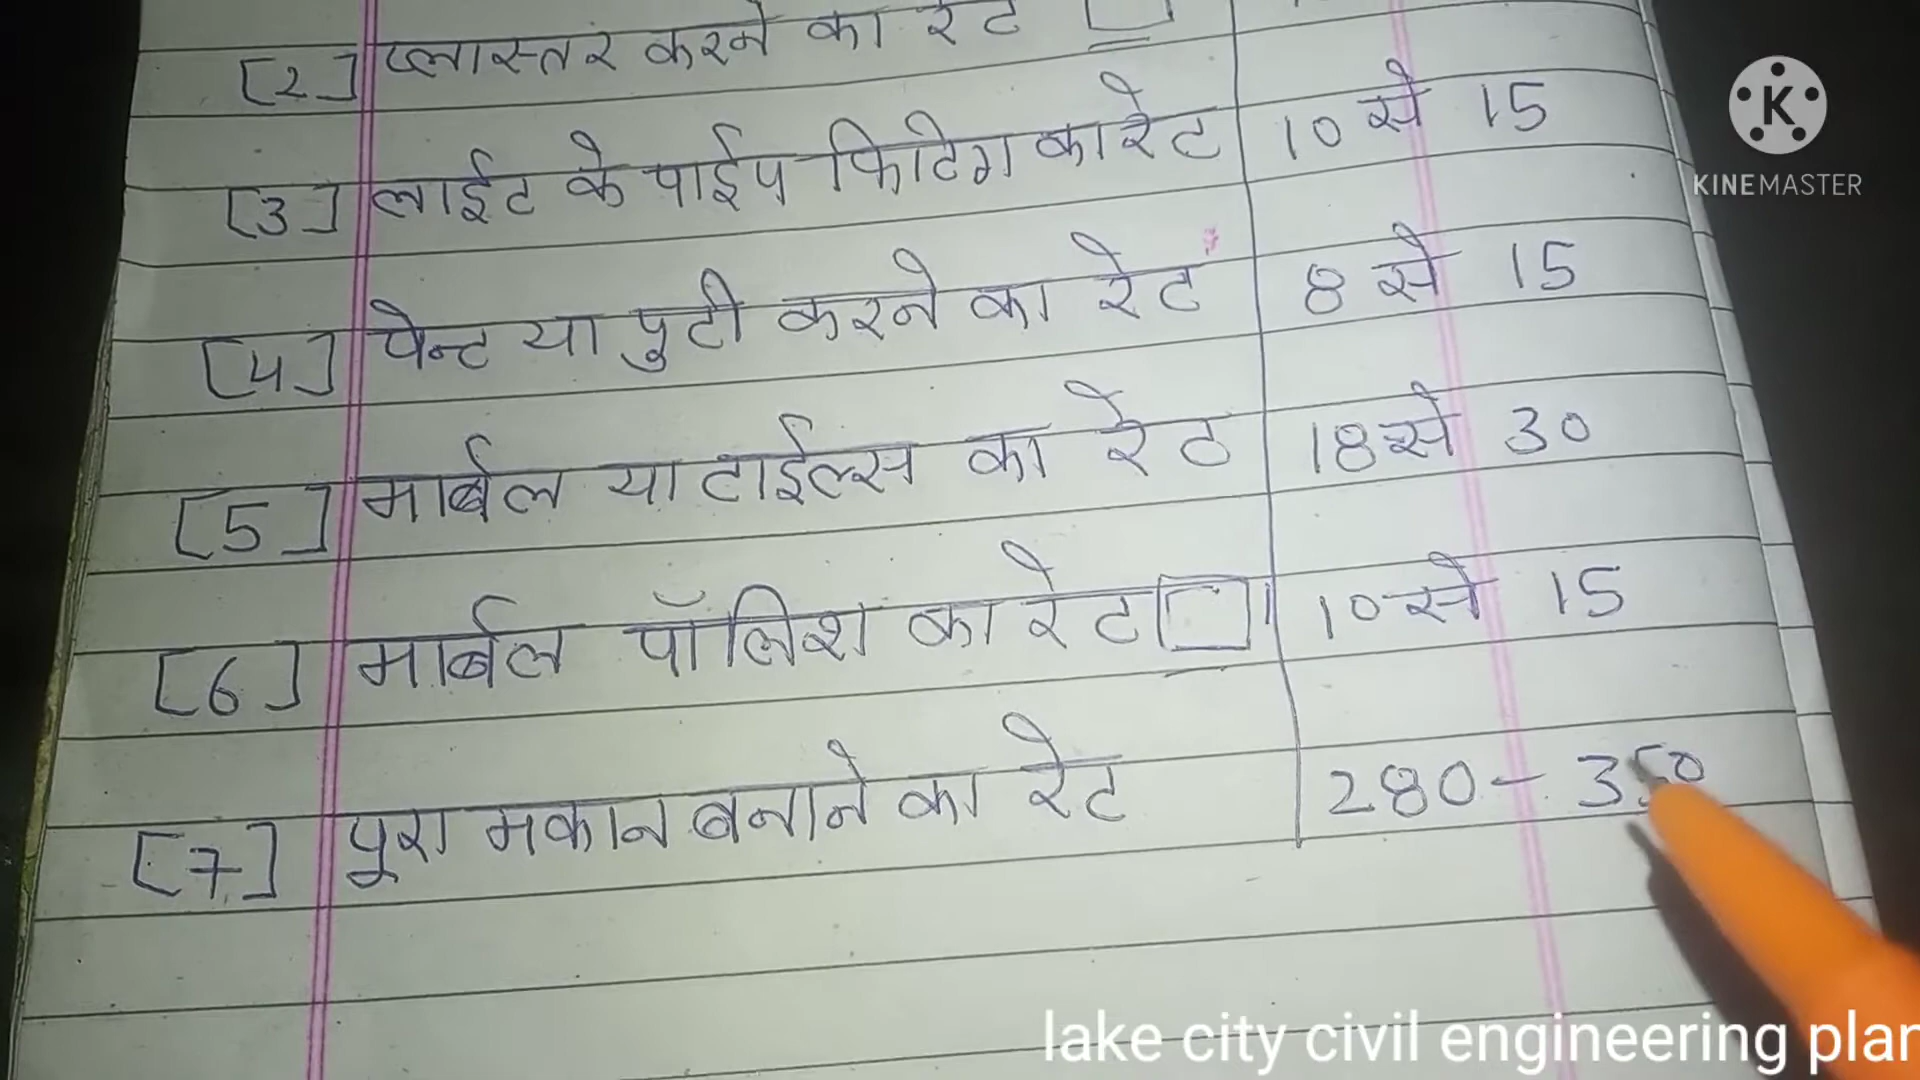 [2] प्लास्तर करने का रेट
[3] लाईट के पाईप फिटिग का रेट 10 से 15
[4] पेन्ट या पुटी करने का रेट 8 से 15
[5] मार्बल या टाईल्स का रेट 18 से 30
[6] मार्बल पॉलिश का रेट 10 से 15
[7] पूरा मकान बनाने का रेट 280 - 350
K
KINEMASTER
lake city civil engineering plan